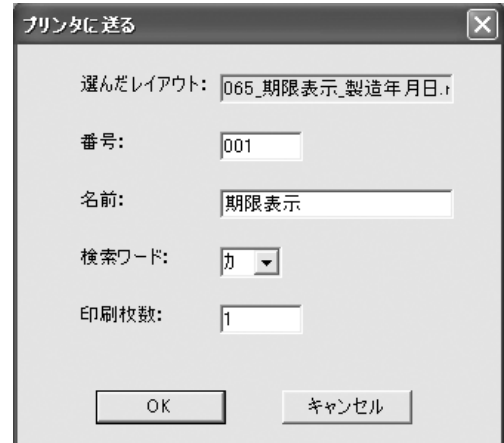 プリンタに送る
選んだレイアウト: 065_期限表示_製造年月日.r
番号: 001
名前: 期限表示
検索ワード: カ
印刷枚数: 1
OK キャンセル